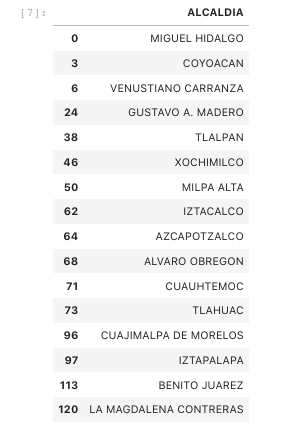 [7]: ALCALDIA
0 MIGUEL HIDALGO
3 COYOACAN
6 VENUSTIANO CARRANZA
24 GUSTAVO A. MADERO
38 TLALPAN
46 XOCHIMILCO
50 MILPA ALTA
62 IZTACALCO
64 AZCAPOTZALCO
68 ALVARO OBREGON
71 CUAUHTEMOC
73 TLAHUAC
96 CUAJIMALPA DE MORELOS
97 IZTAPALAPA
113 BENITO JUAREZ
120 LA MAGDALENA CONTRERAS